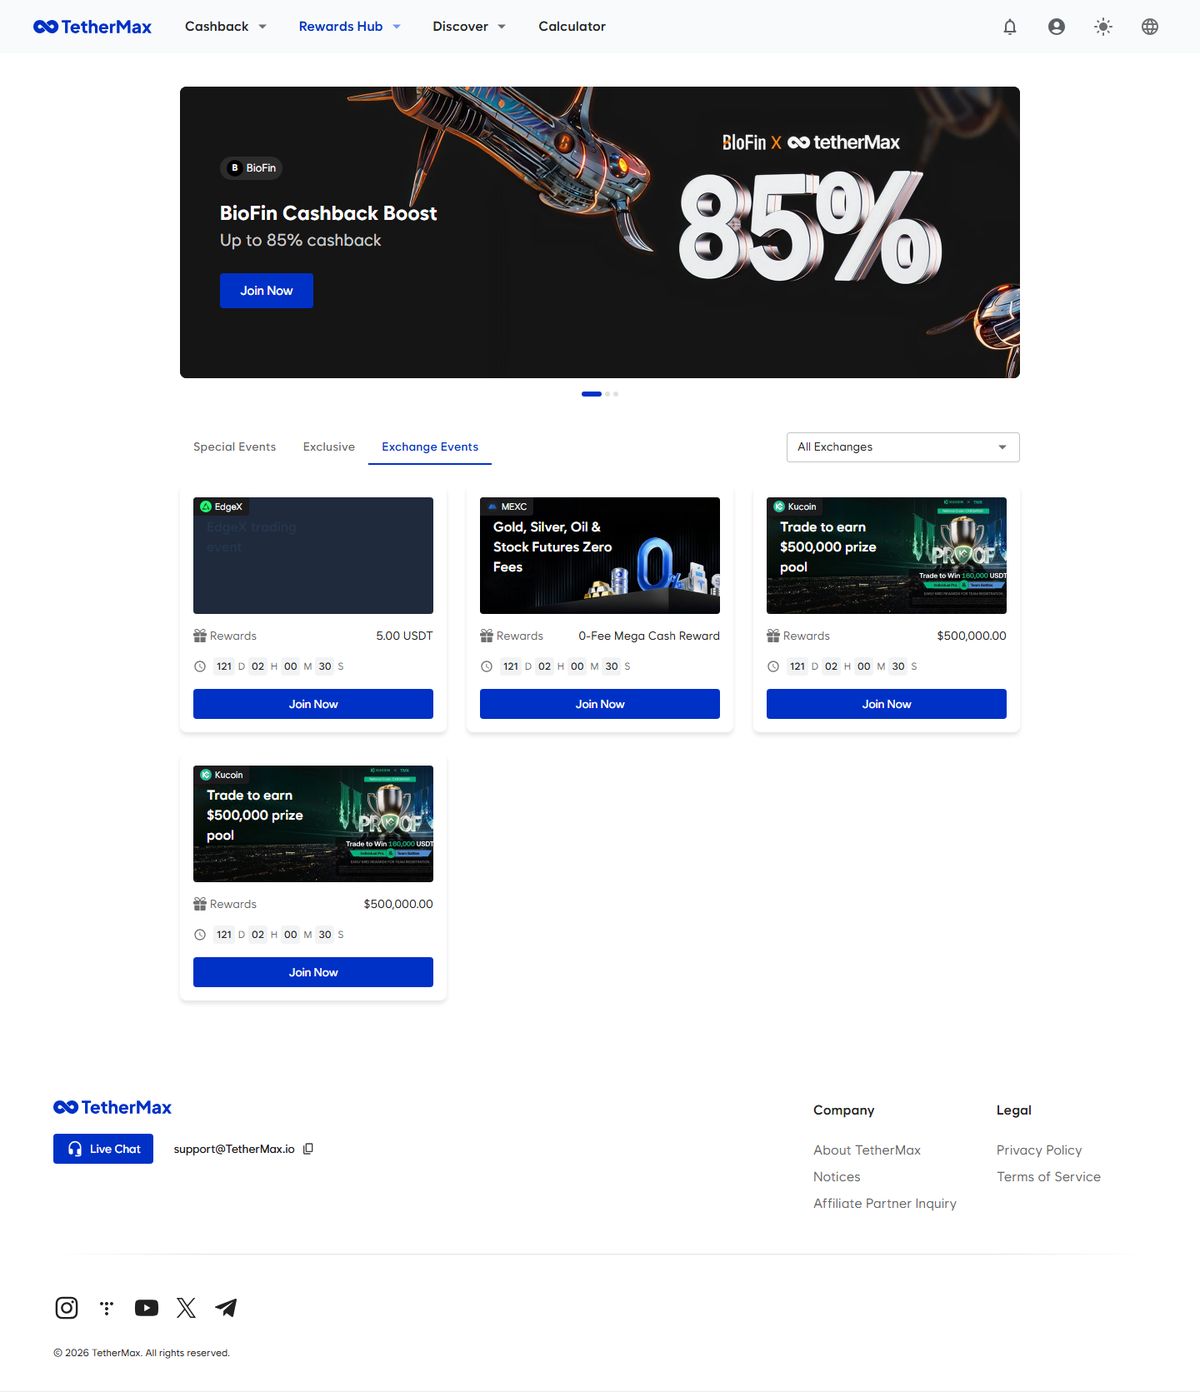 TetherMax
Cashback
Rewards Hub
Discover
Calculator
BloFin X tetherMax
85%
B BloFin
BloFin Cashback Boost
Up to 85% cashback
Join Now
Special Events
Exclusive
Exchange Events
All Exchanges
EdgeX
EdgeX trading
event
Rewards 5.00 USDT
121 D 02 H 00 M 30 S
Join Now
MEXC
Gold, Silver, Oil &
Stock Futures Zero
Fees
0%
Rewards 0-Fee Mega Cash Reward
121 D 02 H 00 M 30 S
Join Now
Kucoin
Trade to earn
$500,000 prize
pool
PROOF
Trade to Win 160,000 USDT
Rewards $500,000.00
121 D 02 H 00 M 30 S
Join Now
Kucoin
Trade to earn
$500,000 prize
pool
PROOF
Trade to Win 160,000 USDT
Rewards $500,000.00
121 D 02 H 00 M 30 S
Join Now
TetherMax
Live Chat
support@TetherMax.io
Company
About TetherMax
Notices
Affiliate Partner Inquiry
Legal
Privacy Policy
Terms of Service
© 2026 TetherMax. All rights reserved.